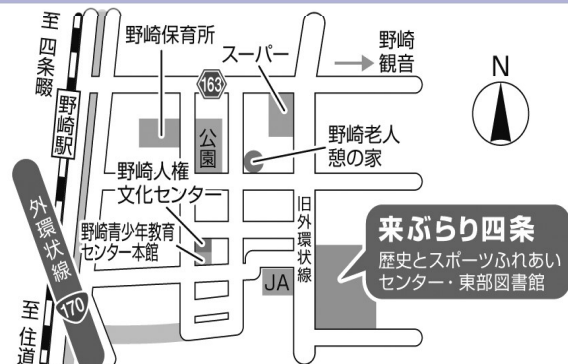 至 四条畷
野崎保育所
スーパー
野崎
観音
N
163
野崎駅
公園
野崎老人
憩の家
野崎人権
文化センター
外環状線
野崎青少年教育
センター本館
旧外環状線
来ぶらり四条
歴史とスポーツふれあい
センター・東部図書館
JA
170
至 住道